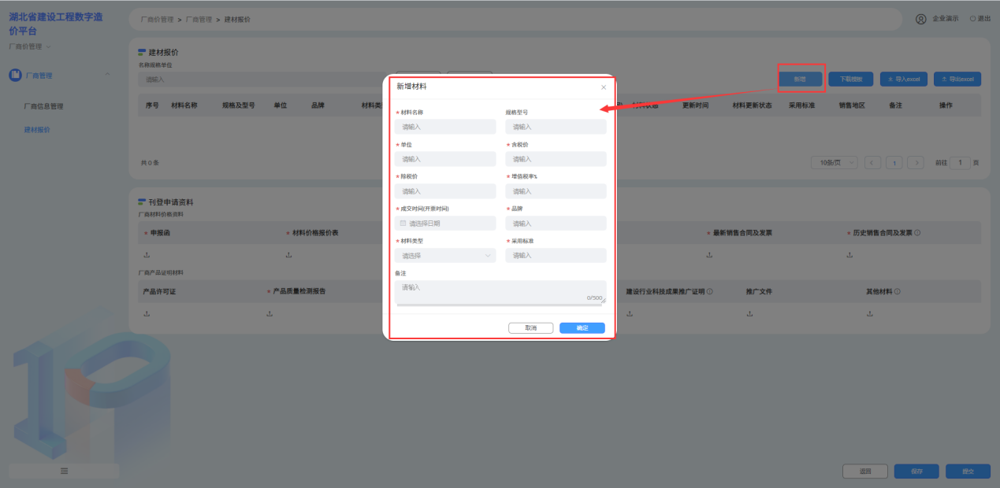 湖北省建设工程数字造
价平台
厂商价管理
厂商管理
厂商信息管理
建材报价
厂商价管理 > 厂商管理 > 建材报价
企业演示 退出
建材报价
名称规格单位
请输入
新增 下载模板 导入excel 导出excel
序号 材料名称 规格及型号 单位 品牌 材料类 材料状态 更新时间 材料更新状态 采用标准 销售地区 备注 操作
共 0 条
10条/页 < 1 > 前往 1 页
刊登申请资料
厂商材料价格资料
* 申报函 * 材料价格报价表 * 最新销售合同及发票 * 历史销售合同及发票
厂商产品证明材料
产品许可证 * 产品质量检测报告 建设行业科技成果推广证明 推广文件 其他材料
新增材料
* 材料名称 规格型号
请输入 请输入
* 单位 * 含税价
请输入 请输入
* 除税价 * 增值税率%
请输入 请输入
* 成交时间(开票时间) * 品牌
请选择日期 请输入
* 材料类型 * 采用标准
请选择 请输入
备注
请输入
0/500
取消 确定
返回 保存 提交